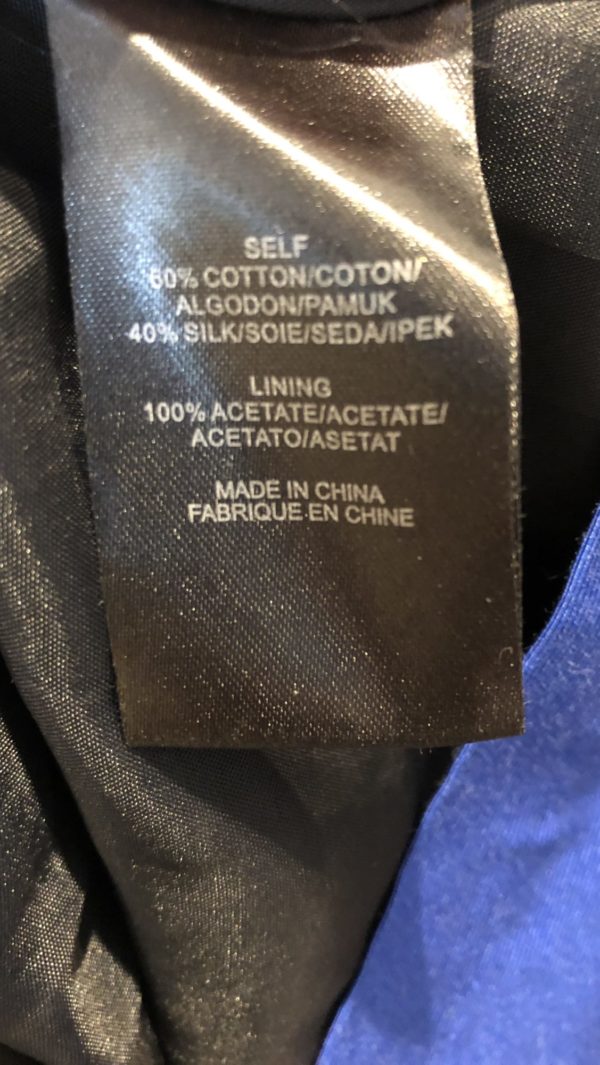 SELF
60% COTTON/COTON/
ALGODON/PAMUK
40% SILK/SOIE/SEDA/IPEK
LINING
100% ACETATE/ACETATE/
ACETATO/ASETAT
MADE IN CHINA
FABRIQUE EN CHINE